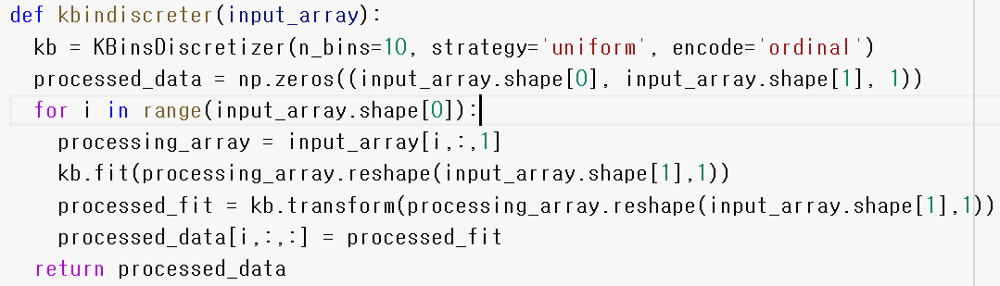 def kbindiscreter(input_array):
  kb = KBinsDiscretizer(n_bins=10, strategy='uniform', encode='ordinal')
  processed_data = np.zeros((input_array.shape[0], input_array.shape[1], 1))
  for i in range(input_array.shape[0]):
    processing_array = input_array[i,:,1]
    kb.fit(processing_array.reshape(input_array.shape[1],1))
    processed_fit = kb.transform(processing_array.reshape(input_array.shape[1],1))
    processed_data[i,:,:] = processed_fit
  return processed_data